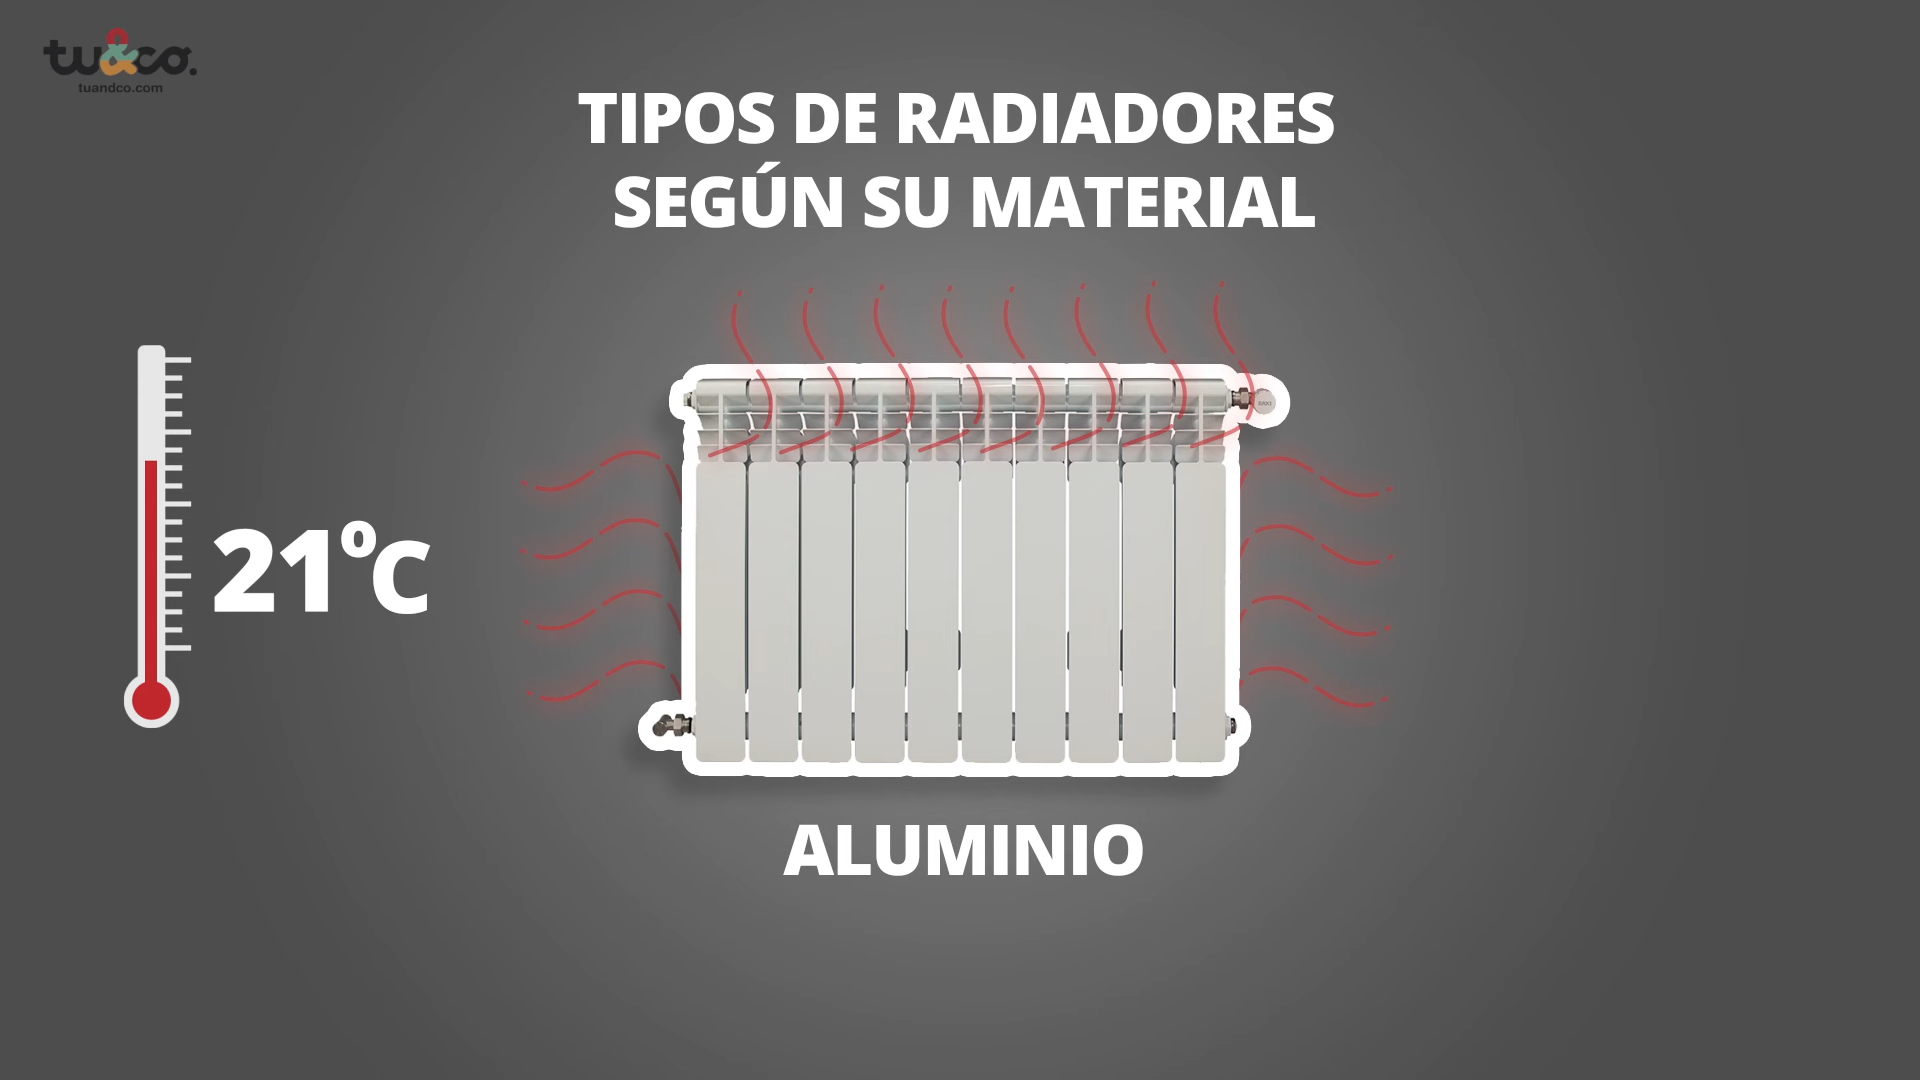 tu&co.
tuandco.com
TIPOS DE RADIADORES
SEGÚN SU MATERIAL
21ºC
ALUMINIO